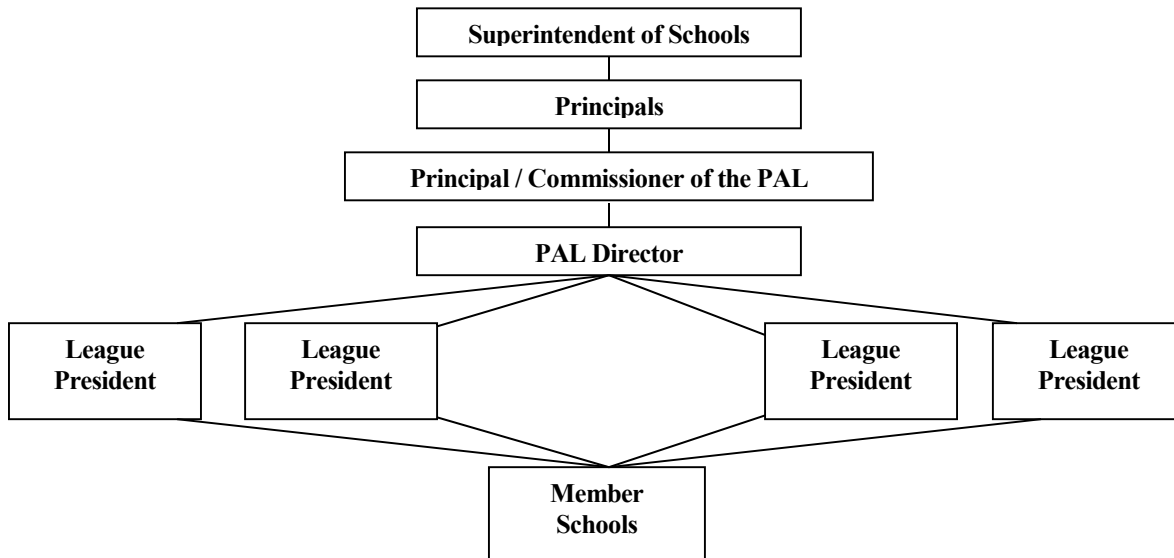 Superintendent of Schools
Principals
Principal / Commissioner of the PAL
PAL Director
League
President
League
President
League
President
League
President
Member
Schools